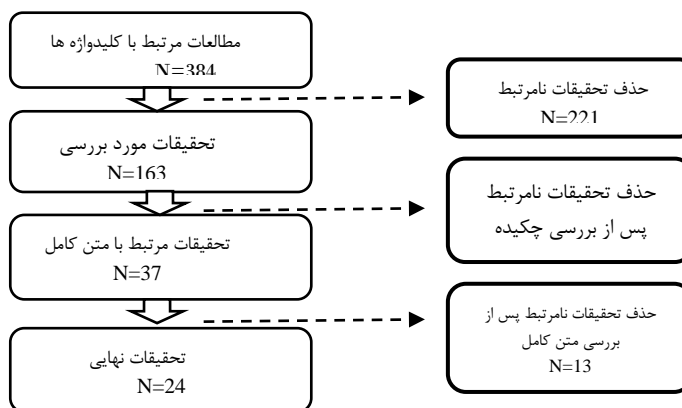 مطالعات مرتبط با کلیدواژه ها
N=384
حذف تحقیقات نامرتبط
N=221
تحقیقات مورد بررسی
N=163
حذف تحقیقات نامرتبط
پس از بررسی چکیده
تحقیقات مرتبط با متن کامل
N=37
حذف تحقیقات نامرتبط پس از
بررسی متن کامل
N=13
تحقیقات نهایی
N=24